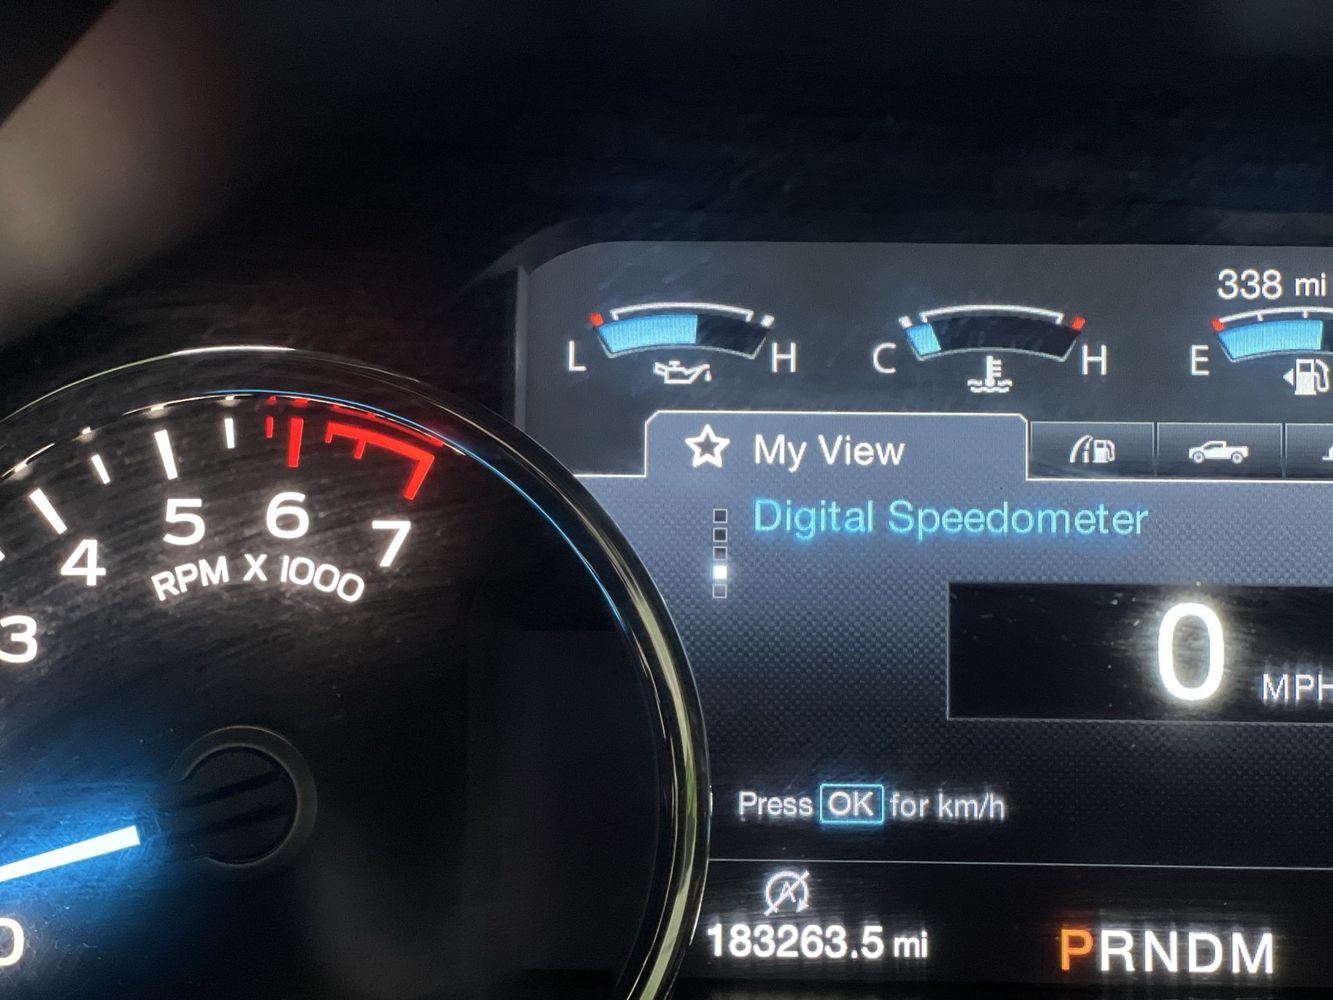 338 mi
L H
C H
E
My View
Digital Speedometer
3 4 5 6 7
RPM X 1000
0 MPH
Press OK for km/h
A
0
183263.5 mi
PRNDM